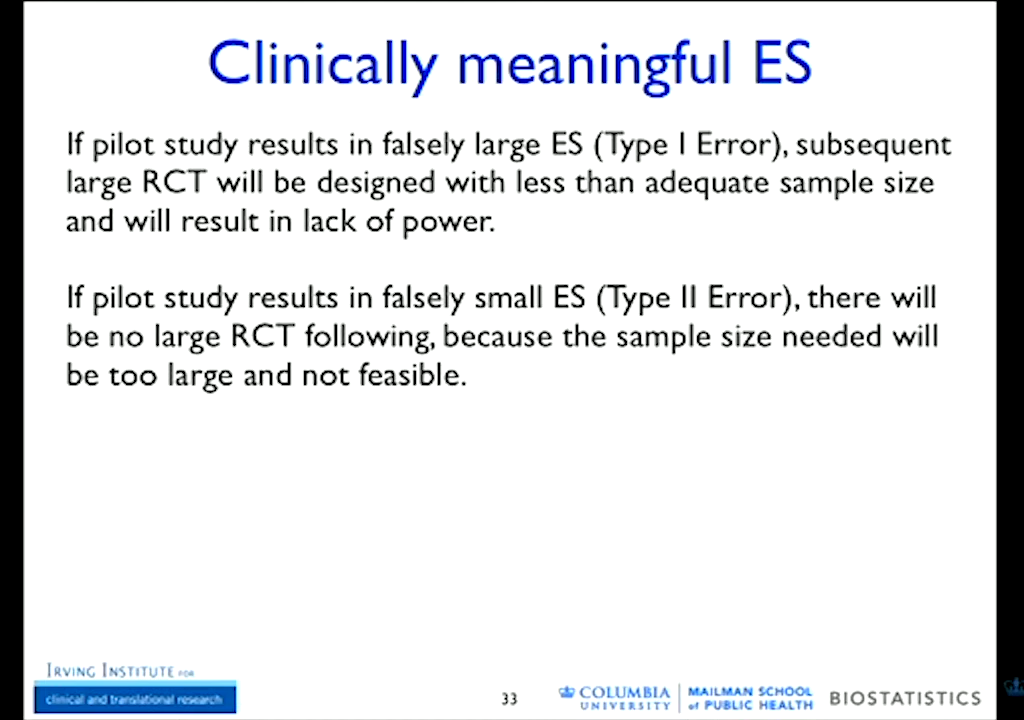 Clinically meaningful ES
If pilot study results in falsely large ES (Type I Error), subsequent
large RCT will be designed with less than adequate sample size
and will result in lack of power.
If pilot study results in falsely small ES (Type II Error), there will
be no large RCT following, because the sample size needed will
be too large and not feasible.
IRVING INSTITUTE FOR
clinical and translational research
33
COLUMBIA
UNIVERSITY
MAILMAN SCHOOL
of PUBLIC HEALTH
BIOSTATISTICS